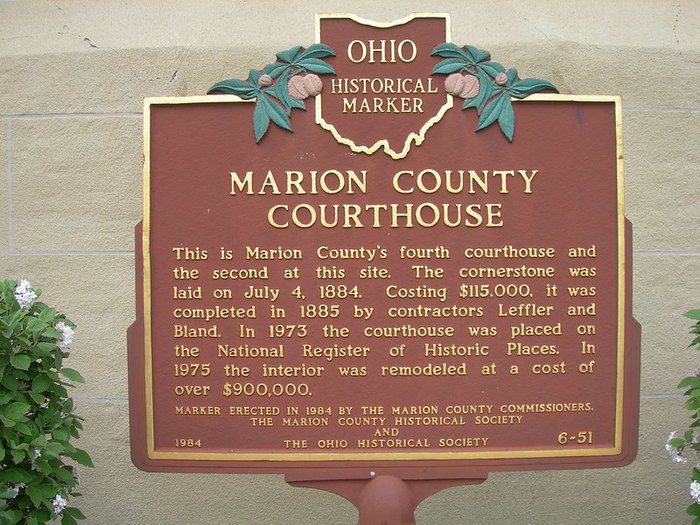 OHIO
HISTORICAL
MARKER
MARION COUNTY
COURTHOUSE
This is Marion County's fourth courthouse and
the second at this site. The cornerstone was
laid on July 4, 1884. Costing $115,000, it was
completed in 1885 by contractors Leffler and
Bland. In 1973 the courthouse was placed on
the National Register of Historic Places. In
1975 the interior was remodeled at a cost of
over $900,000.
MARKER ERECTED IN 1984 BY THE MARION COUNTY COMMISSIONERS.
THE MARION COUNTY HISTORICAL SOCIETY
AND
1984 THE OHIO HISTORICAL SOCIETY 6-51